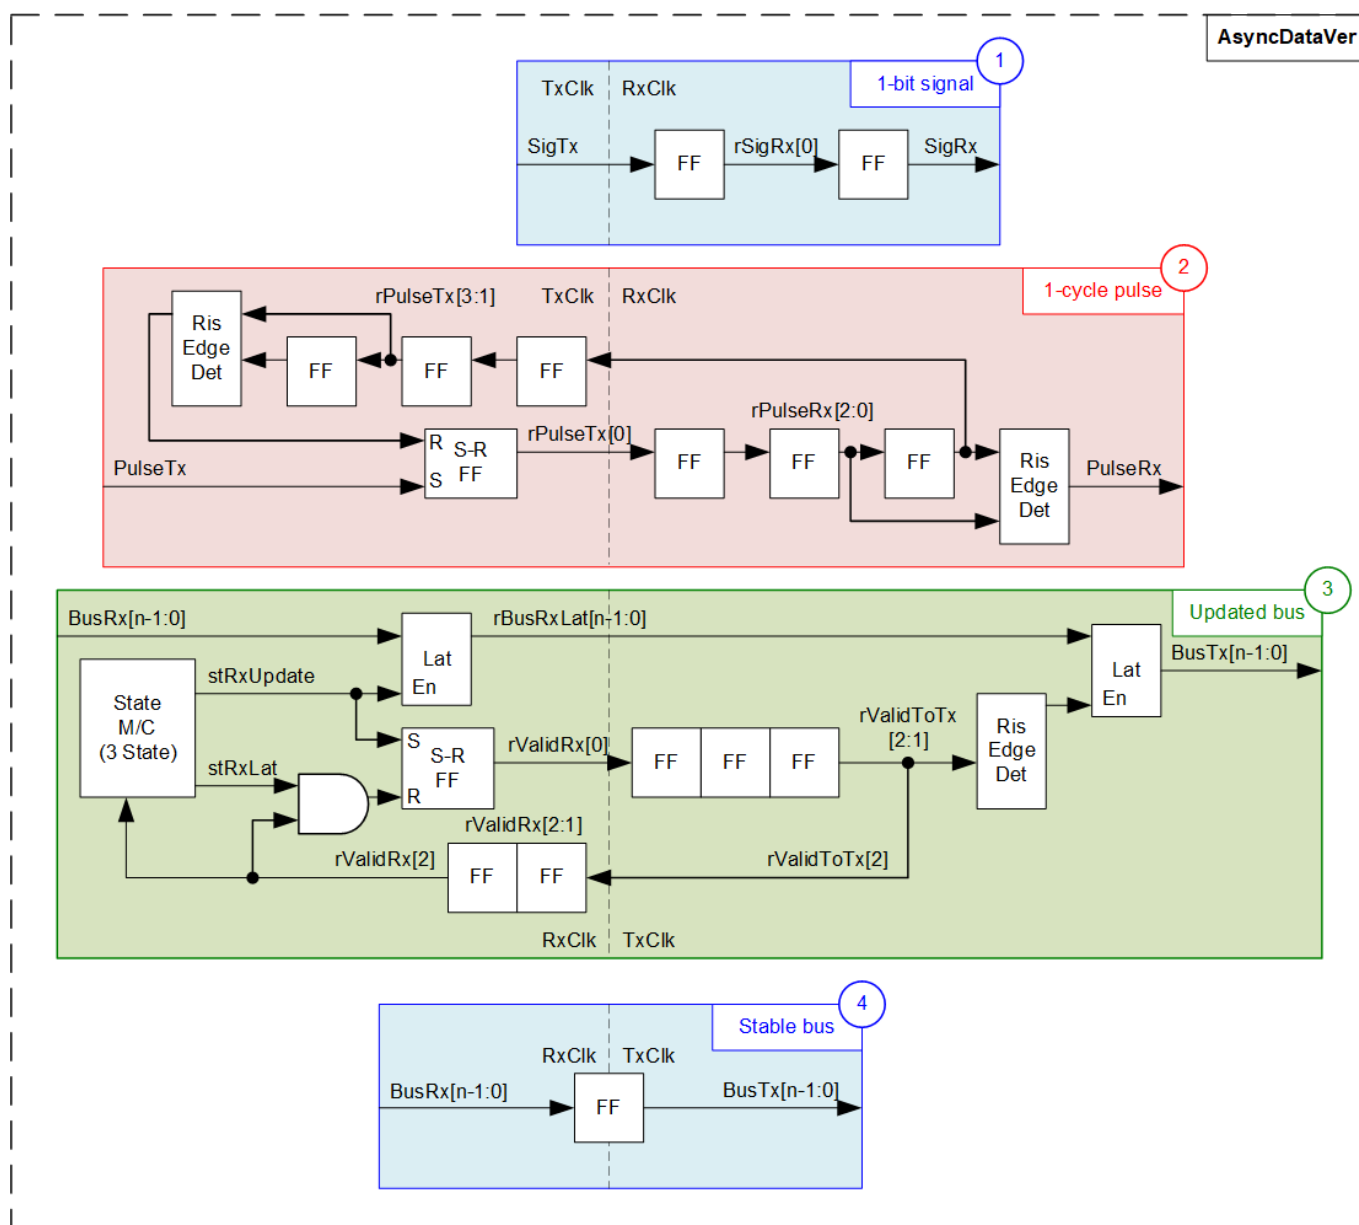 AsyncDataVer
1
1-bit signal
TxClk
RxClk
SigTx
FF
rSigRx[0]
FF
SigRx
2
1-cycle pulse
rPulseTx[3:1]
TxClk
RxClk
Ris
Edge
Det
FF
FF
FF
rPulseRx[2:0]
R
S
S-R
FF
rPulseTx[0]
PulseTx
FF
FF
FF
Ris
Edge
Det
PulseRx
3
Updated bus
BusRx[n-1:0]
rBusRxLat[n-1:0]
Lat
En
State
M/C
(3 State)
stRxUpdate
stRxLat
S
R
S-R
FF
rValidRx[0]
FF
FF
FF
rValidToTx
[2:1]
Ris
Edge
Det
Lat
En
BusTx[n-1:0]
rValidRx[2:1]
rValidRx[2]
FF
FF
rValidToTx[2]
RxClk
TxClk
4
Stable bus
RxClk
TxClk
BusRx[n-1:0]
FF
BusTx[n-1:0]